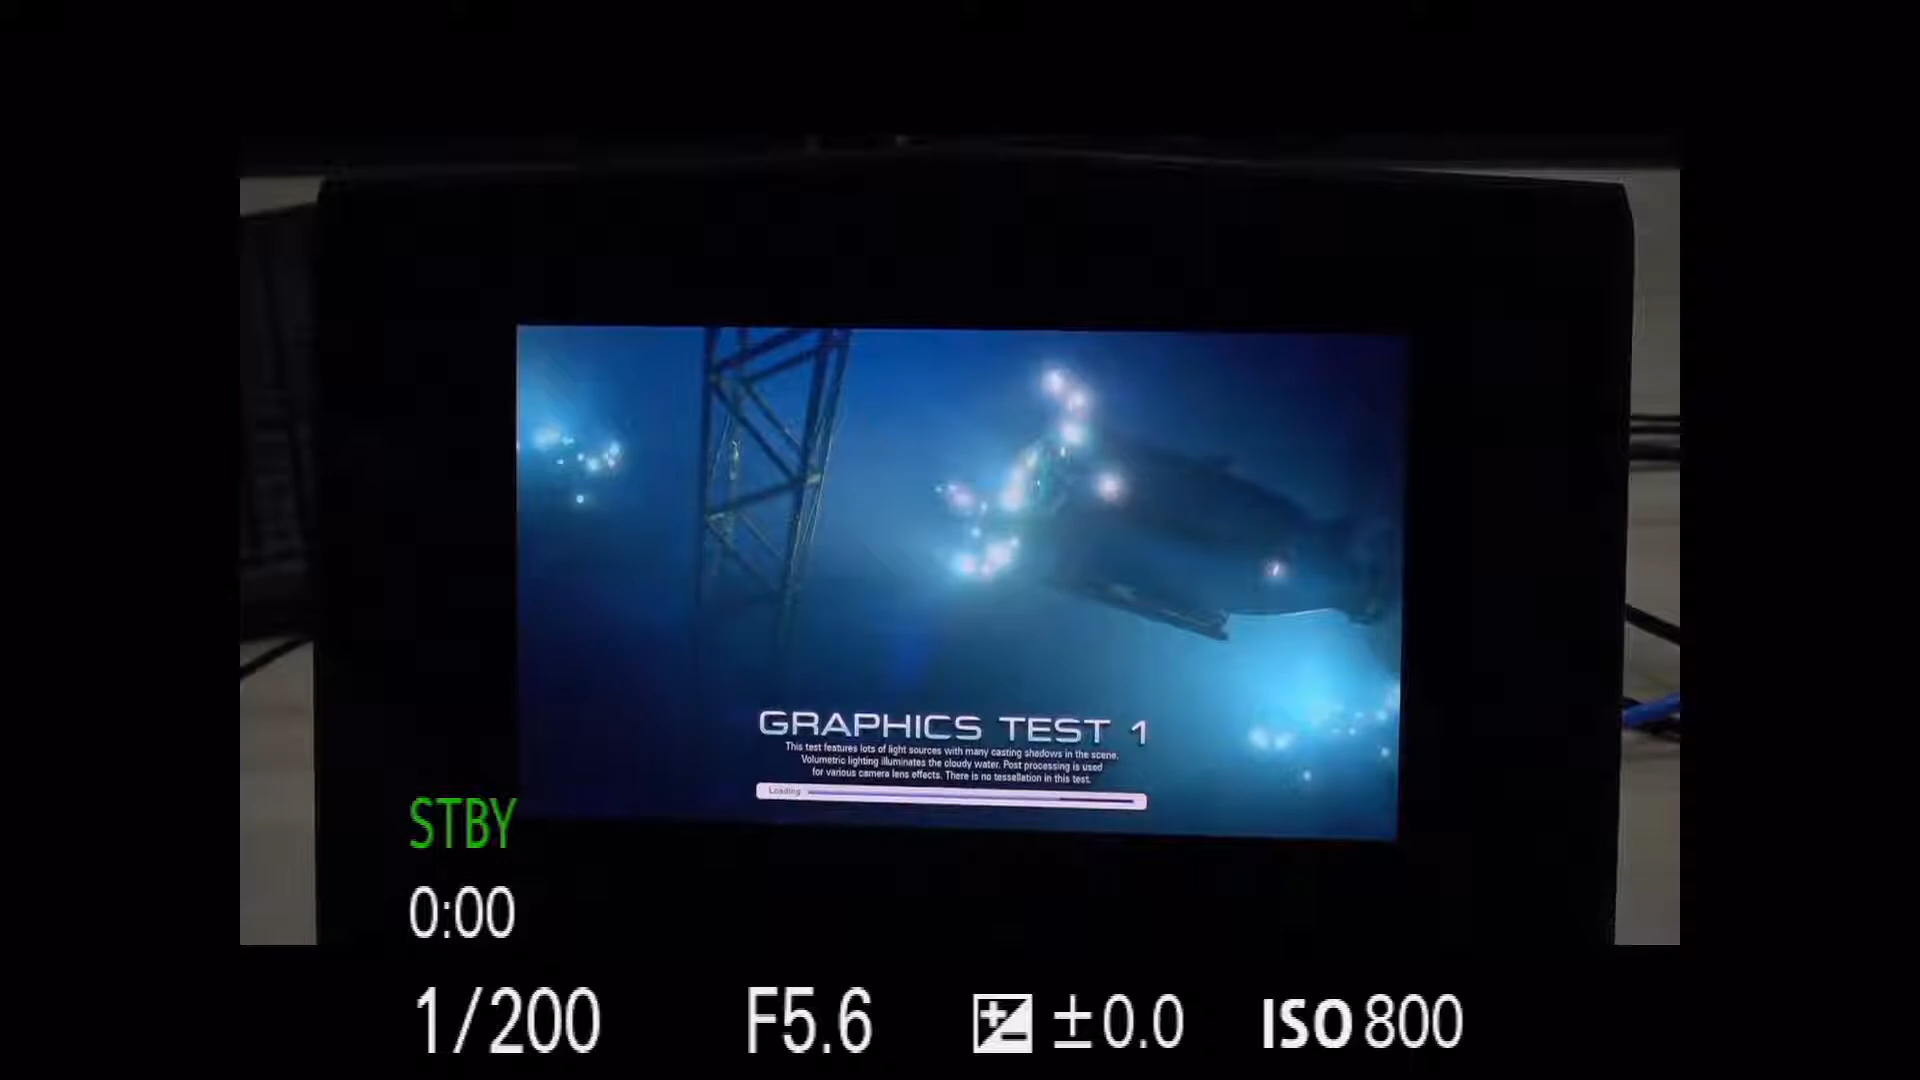 GRAPHICS TEST 1
This test features lots of light sources with many casting shadows in the scene.
Volumetric lighting illuminates the cloudy water. Post processing is used
for various camera lens effects. There is no tessellation in this test.
Loading
STBY
0:00
1/200 F5.6 ±0.0 ISO 800